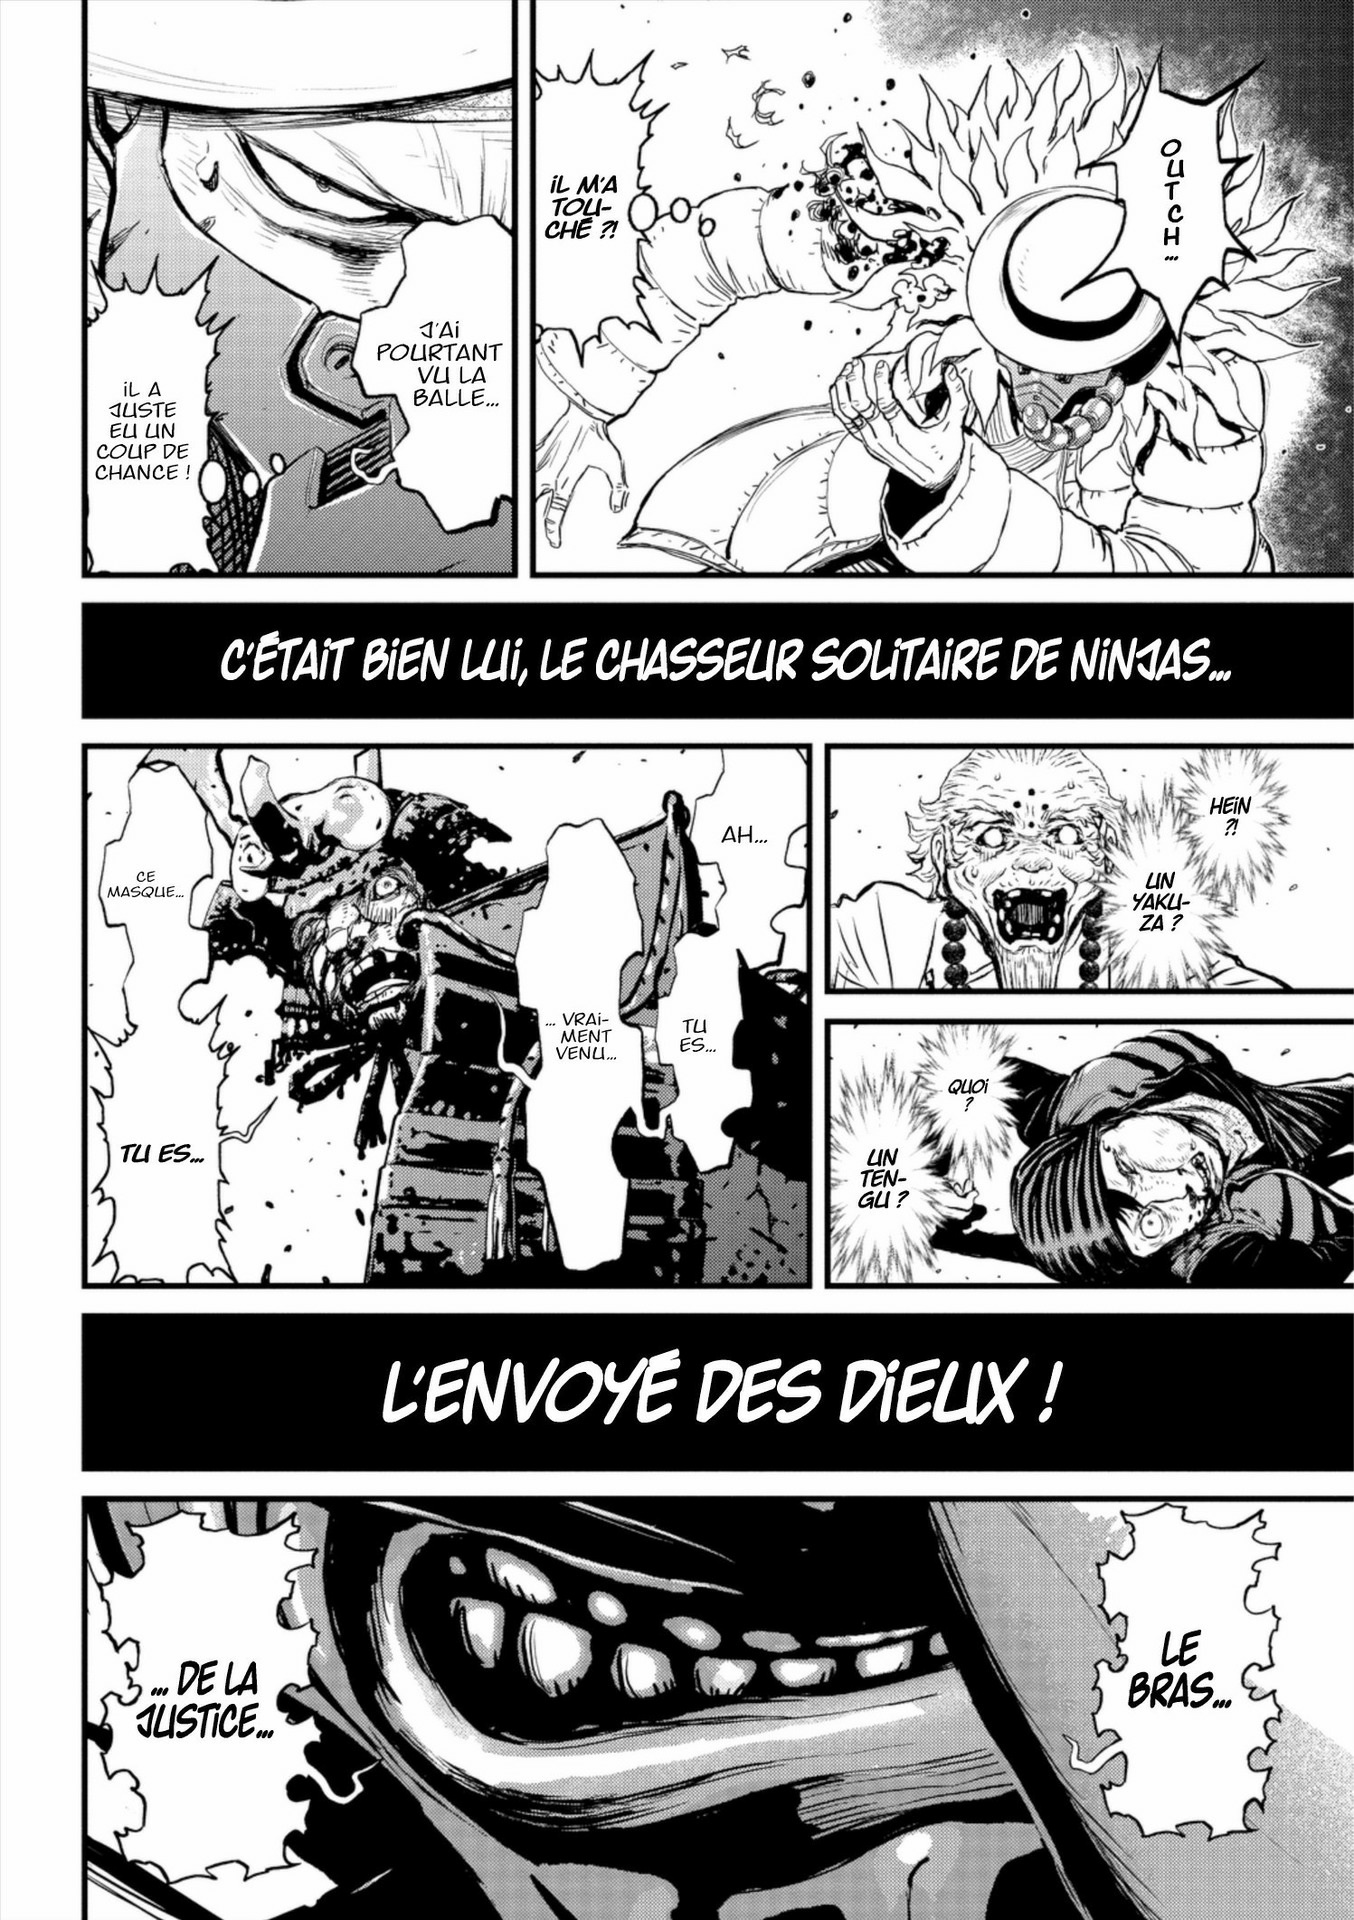 OUTCH...
IL M'A
TOU-
CHÉ ?!
J'AI
POURTANT
VU LA
BALLE...
IL A
JUSTE
EU UN
COUP DE
CHANCE !
C'ÉTAIT BIEN LUI, LE CHASSEUR SOLITAIRE DE NINJAS...
HEIN
?!
UN
YAKU-
ZA ?
QUOI
?
UN
TEN-
GU ?
AH...
TU
ES...
... VRAI-
MENT
VENU...
CE
MASQUE...
TU ES...
L'ENVOYÉ DES DIEUX !
LE
BRAS...
... DE LA
JUSTICE...